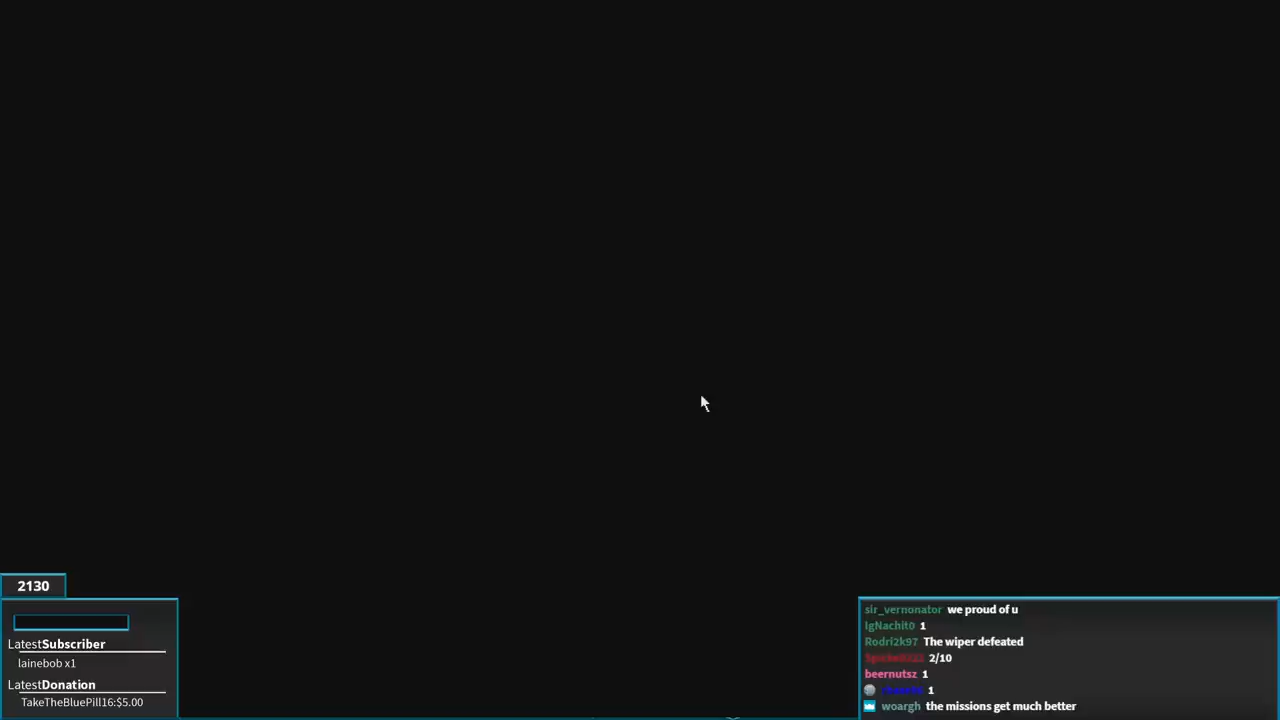 2130
LatestSubscriber
lainebob x1
LatestDonation
TakeTheBluePill16:$5.00
sir_vernonator we proud of u
IgNachit0 1
Rodri2k97 The wiper defeated
2/10
beernutsz 1
1
woargh the missions get much better